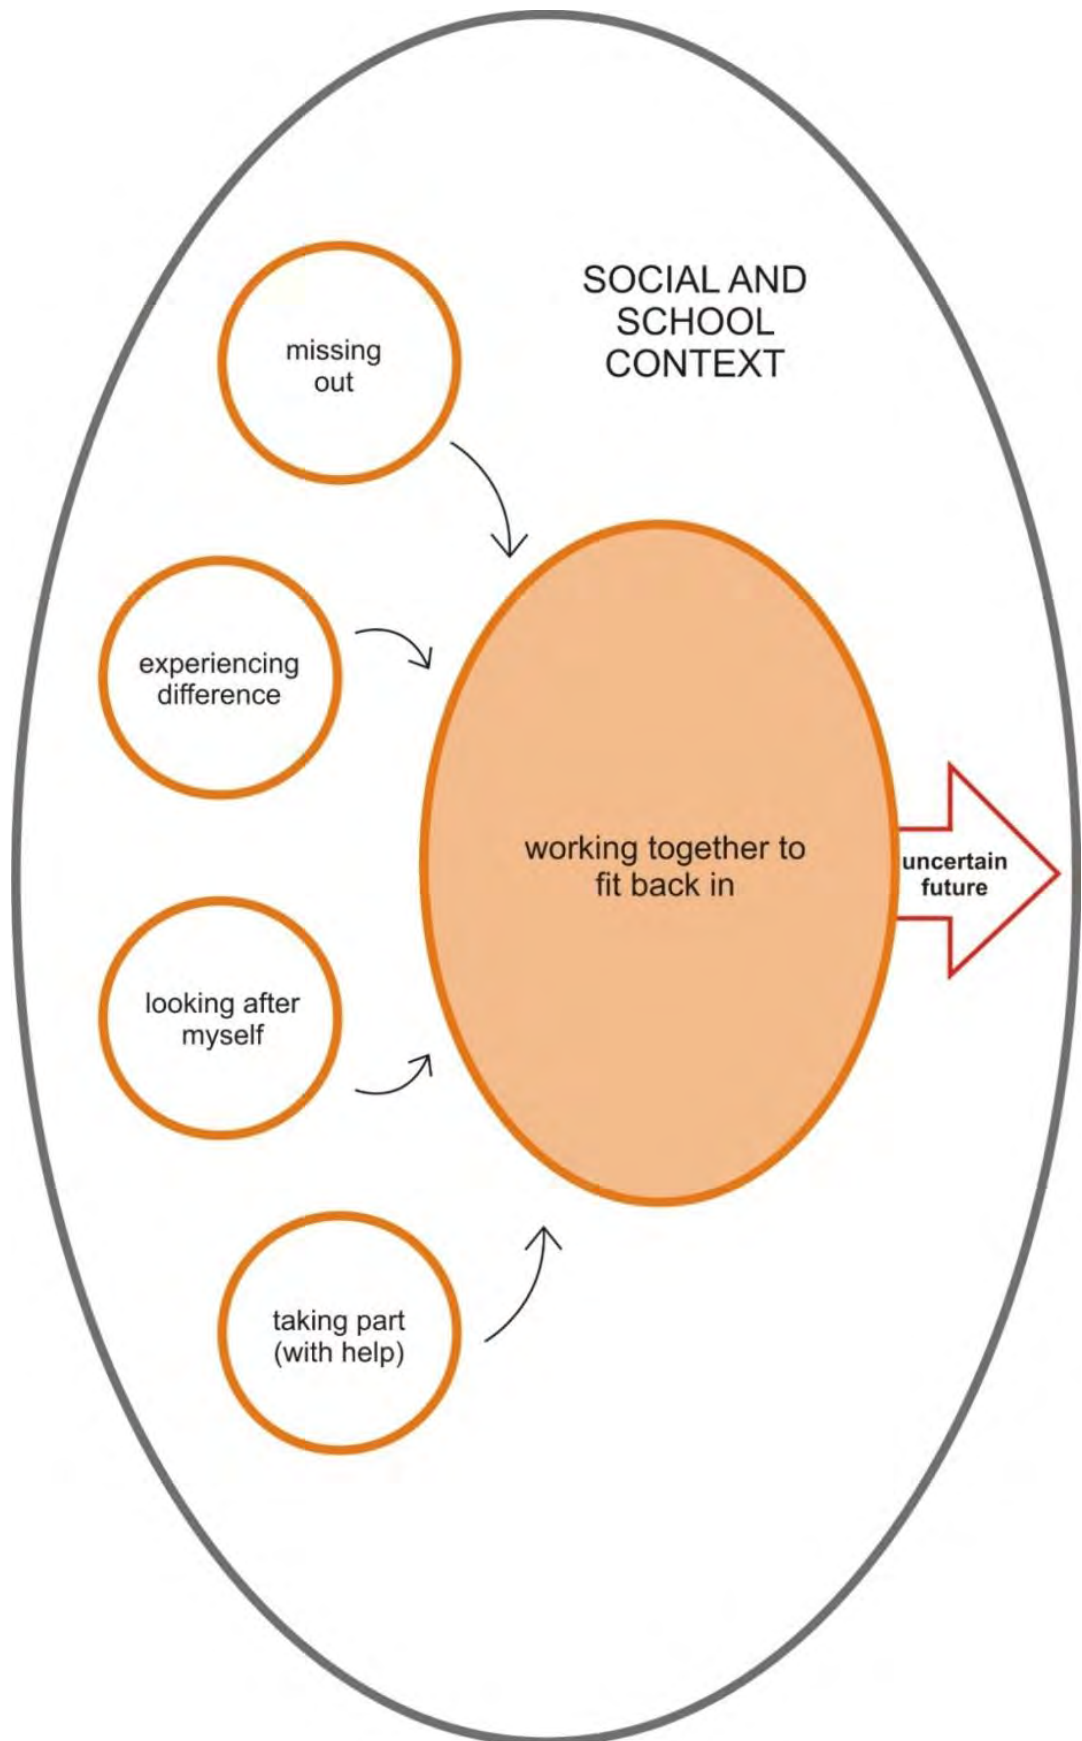 SOCIAL AND
SCHOOL
CONTEXT
missing
out
experiencing
difference
working together to
fit back in
uncertain
future
looking after
myself
taking part
(with help)